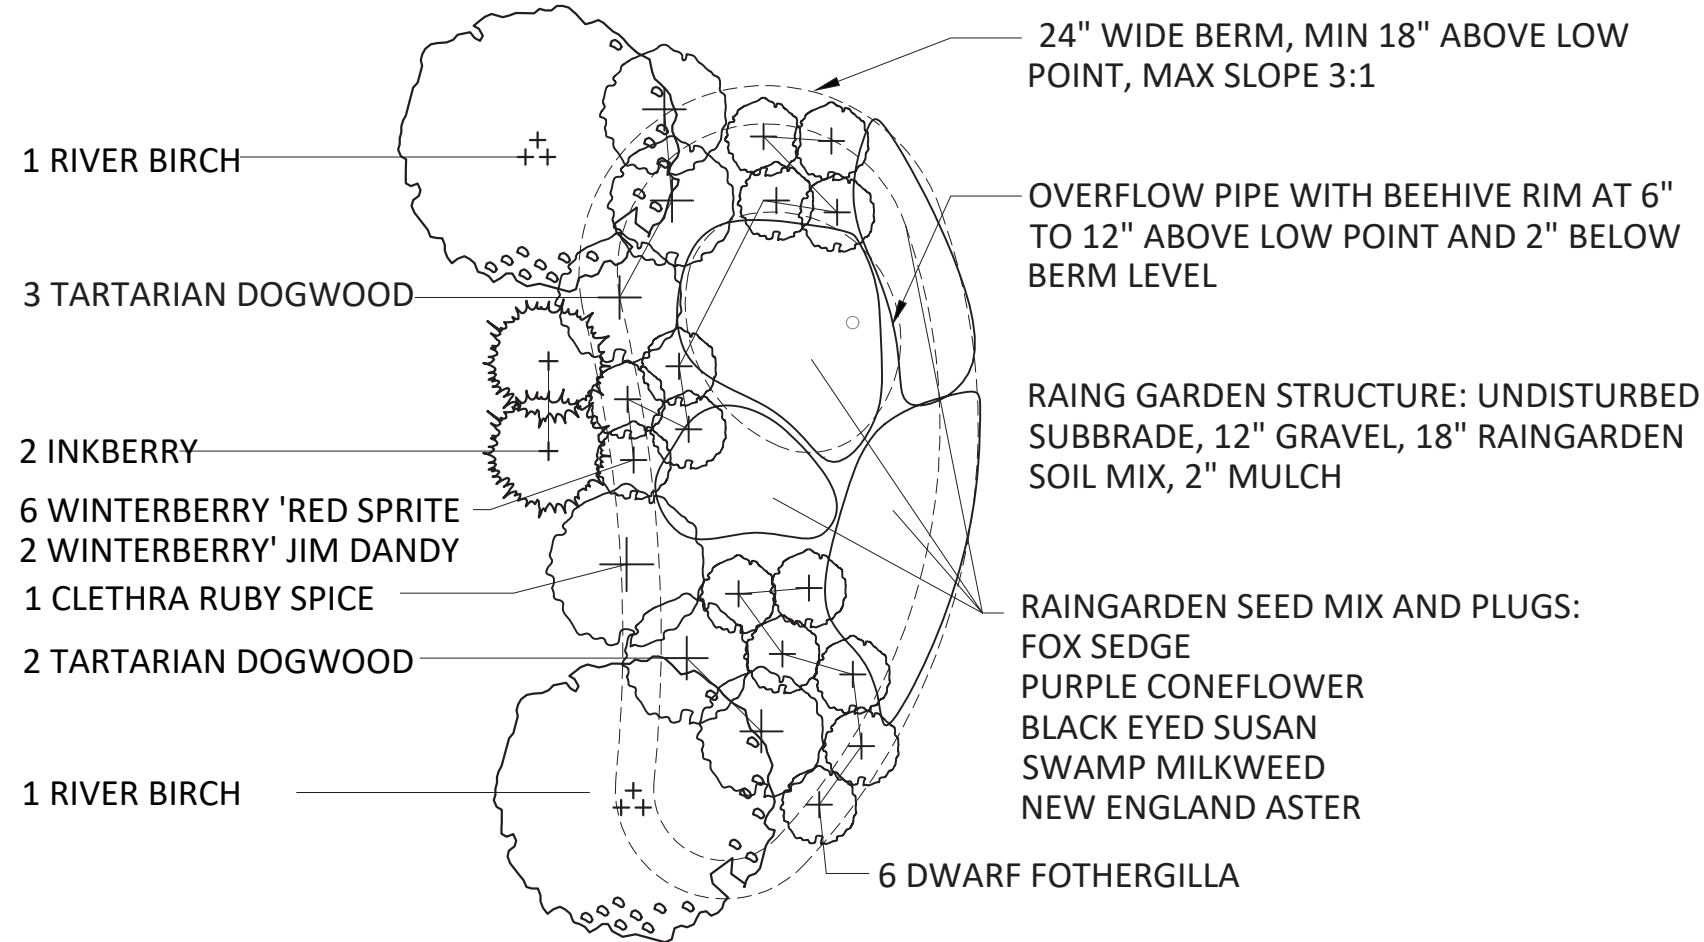 24" WIDE BERM, MIN 18" ABOVE LOW
POINT, MAX SLOPE 3:1
1 RIVER BIRCH
OVERFLOW PIPE WITH BEEHIVE RIM AT 6"
TO 12" ABOVE LOW POINT AND 2" BELOW
BERM LEVEL
3 TARTARIAN DOGWOOD
RAING GARDEN STRUCTURE: UNDISTURBED
SUBBRADE, 12" GRAVEL, 18" RAINGARDEN
SOIL MIX, 2" MULCH
2 INKBERRY
6 WINTERBERRY 'RED SPRITE
2 WINTERBERRY' JIM DANDY
1 CLETHRA RUBY SPICE
2 TARTARIAN DOGWOOD
RAINGARDEN SEED MIX AND PLUGS:
FOX SEDGE
PURPLE CONEFLOWER
BLACK EYED SUSAN
SWAMP MILKWEED
NEW ENGLAND ASTER
1 RIVER BIRCH
6 DWARF FOTHERGILLA